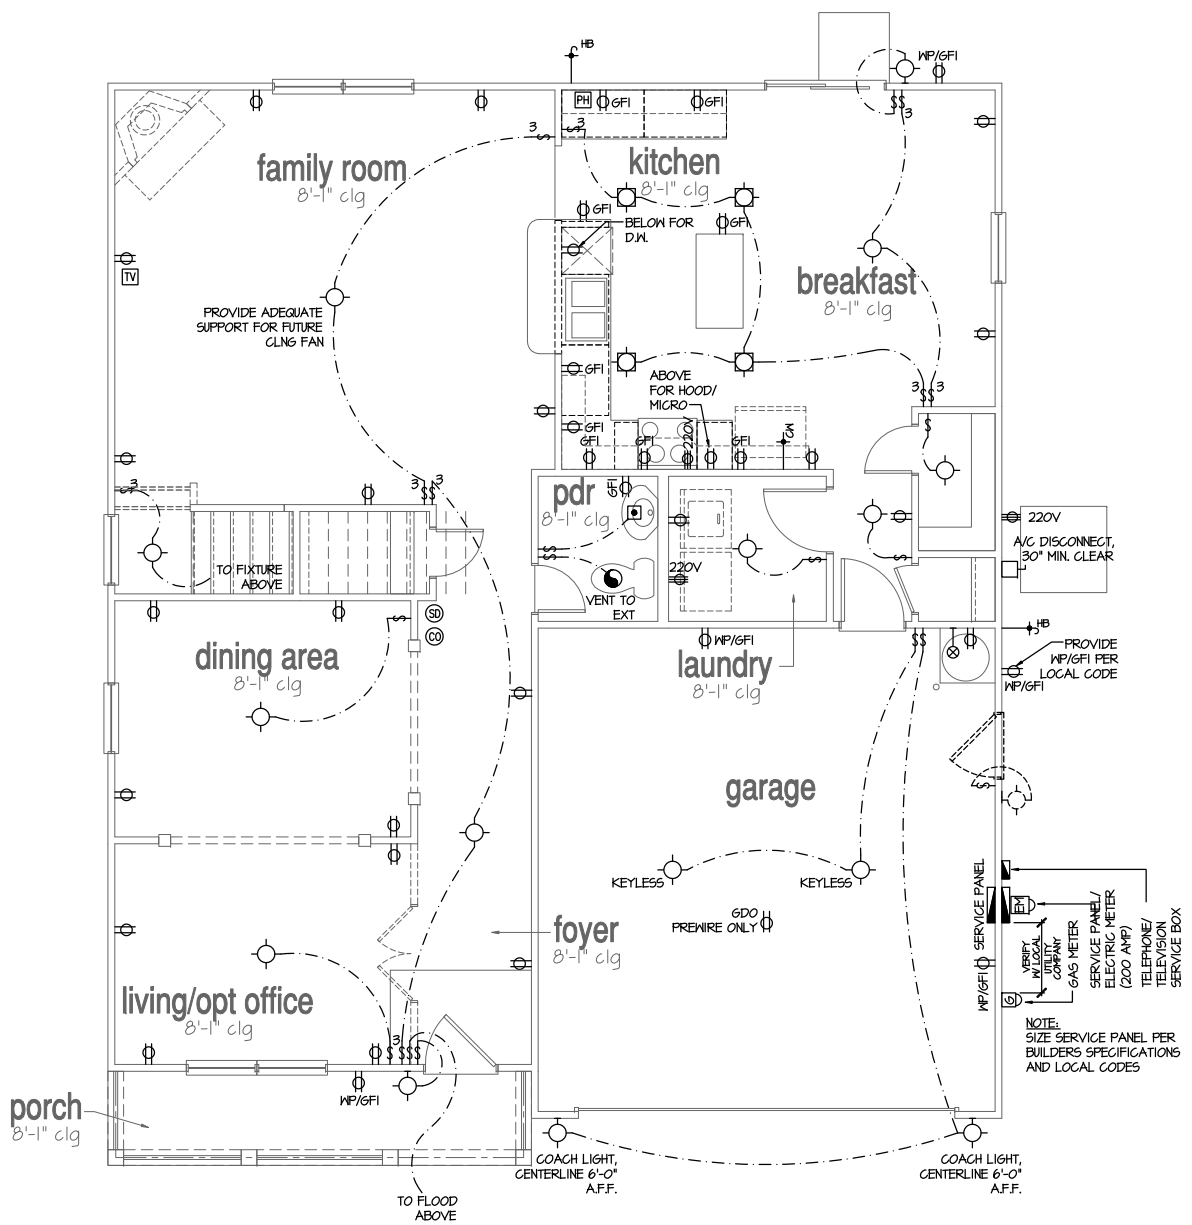 HB
WP/GFI
PH
GFI
GFI
3
3
3
family room
8'-1" clg
kitchen
8'-1" clg
GFI
BELOW FOR
D.W.
GFI
TV
breakfast
8'-1" clg
PROVIDE ADEQUATE
SUPPORT FOR FUTURE
CLNG FAN
GFI
ABOVE
FOR HOOD/
MICRO
3
3
GFI
GFI
GFI
220V
GFI
CW
3
3
3
pdr
8'-1" clg
GFI
220V
A/C DISCONNECT,
30" MIN. CLEAR
TO FIXTURE
ABOVE
220V
VENT TO
EXT
SD
CO
HB
WP/GFI
PROVIDE
WP/GFI PER
LOCAL CODE
WP/GFI
dining area
8'-1" clg
laundry
8'-1" clg
garage
KEYLESS
KEYLESS
GDO
PREWIRE ONLY
SERVICE PANEL
EM
VERIFY
W/ LOCAL
UTILITY
COMPANY
GAS METER
SERVICE PANEL/
ELECTRIC METER
(200 AMP)
TELEPHONE/
TELEVISION
SERVICE BOX
WP/GFI
G
foyer
8'-1" clg
living/opt office
8'-1" clg
3
NOTE:
SIZE SERVICE PANEL PER
BUILDERS SPECIFICATIONS
AND LOCAL CODES
WP/GFI
porch
8'-1" clg
COACH LIGHT,
CENTERLINE 6'-0"
A.F.F.
COACH LIGHT,
CENTERLINE 6'-0"
A.F.F.
TO FLOOD
ABOVE